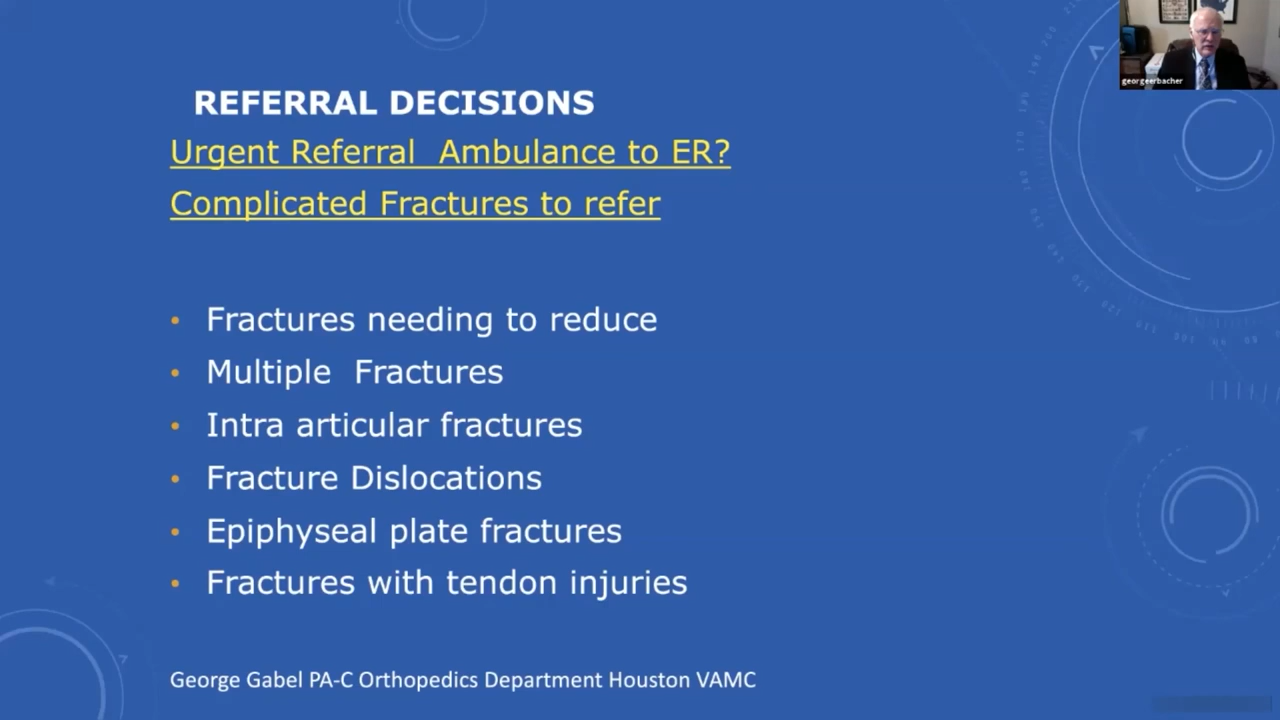 georgeerbacher
REFERRAL DECISIONS
Urgent Referral  Ambulance to ER?
Complicated Fractures to refer
• Fractures needing to reduce
• Multiple  Fractures
• Intra articular fractures
• Fracture Dislocations
• Epiphyseal plate fractures
• Fractures with tendon injuries
George Gabel PA-C Orthopedics Department Houston VAMC